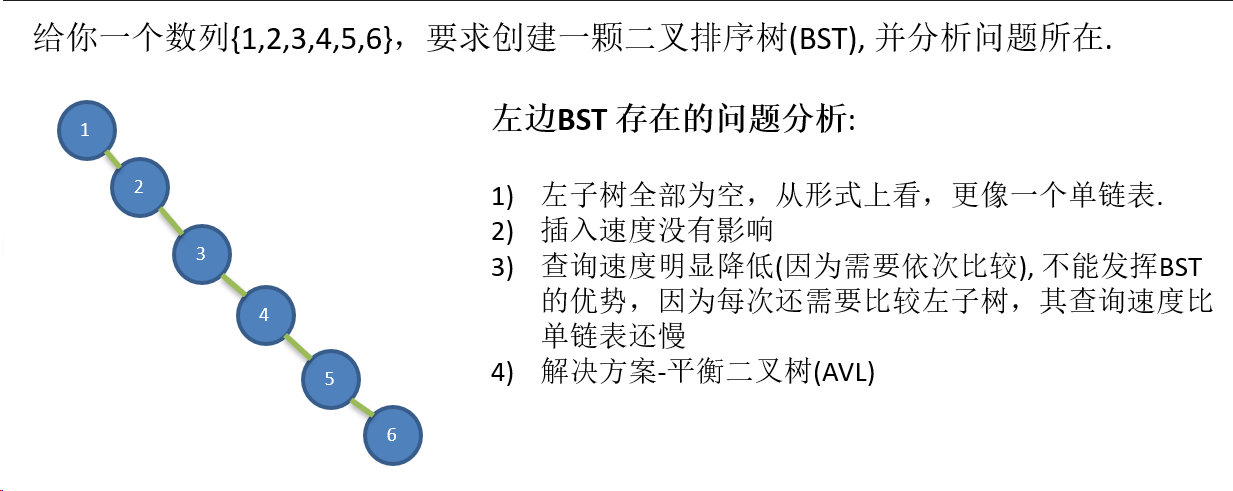 给你一个数列{1,2,3,4,5,6}，要求创建一颗二叉排序树(BST), 并分析问题所在.
左边BST 存在的问题分析:
1
2
3
4
5
6
1) 左子树全部为空，从形式上看，更像一个单链表.
2) 插入速度没有影响
3) 查询速度明显降低(因为需要依次比较), 不能发挥BST
的优势，因为每次还需要比较左子树，其查询速度比
单链表还慢
4) 解决方案-平衡二叉树(AVL)